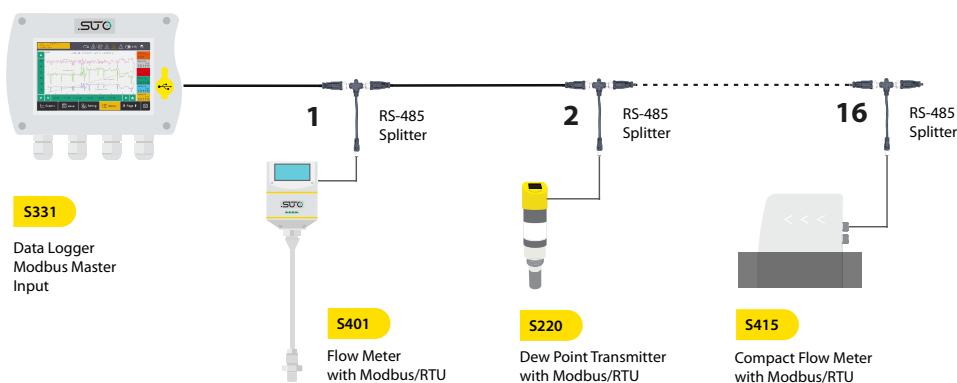 SUTO
1
RS-485
Splitter
2
RS-485
Splitter
16
RS-485
Splitter
SUTO
S331
Data Logger
Modbus Master
Input
S401
Flow Meter
with Modbus/RTU
S220
Dew Point Transmitter
with Modbus/RTU
S415
Compact Flow Meter
with Modbus/RTU